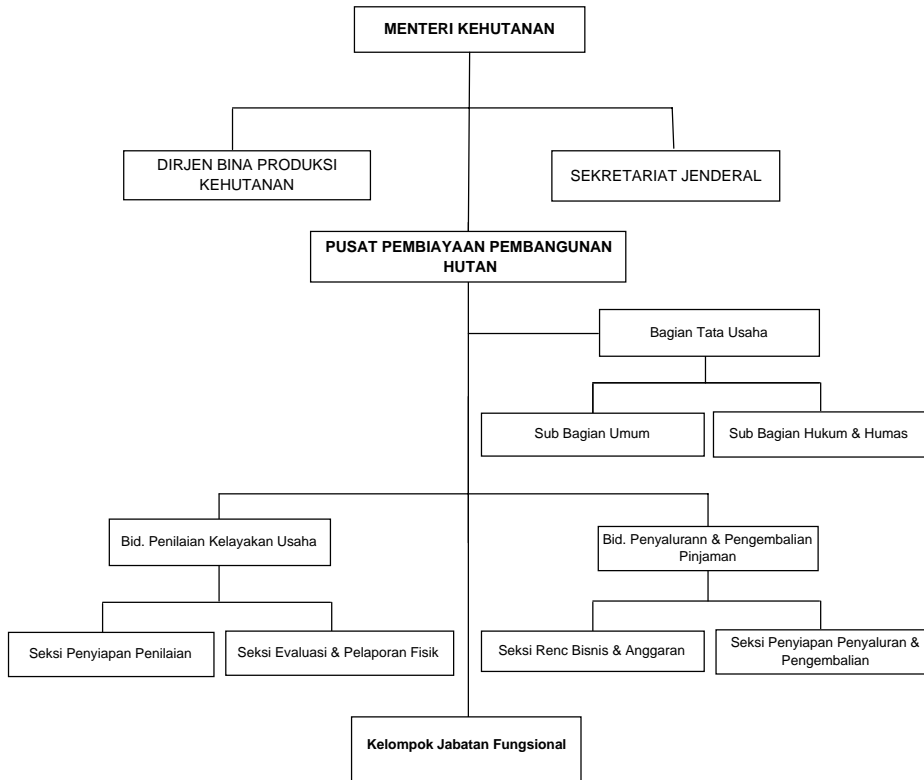 MENTERI KEHUTANAN
DIRJEN BINA PRODUKSI
KEHUTANAN
SEKRETARIAT JENDERAL
PUSAT PEMBIAYAAN PEMBANGUNAN
HUTAN
Bagian Tata Usaha
Sub Bagian Umum
Sub Bagian Hukum & Humas
Bid. Penilaian Kelayakan Usaha
Bid. Penyalurann & Pengembalian
Pinjaman
Seksi Penyiapan Penilaian
Seksi Evaluasi & Pelaporan Fisik
Seksi Renc Bisnis & Anggaran
Seksi Penyiapan Penyaluran &
Pengembalian
Kelompok Jabatan Fungsional